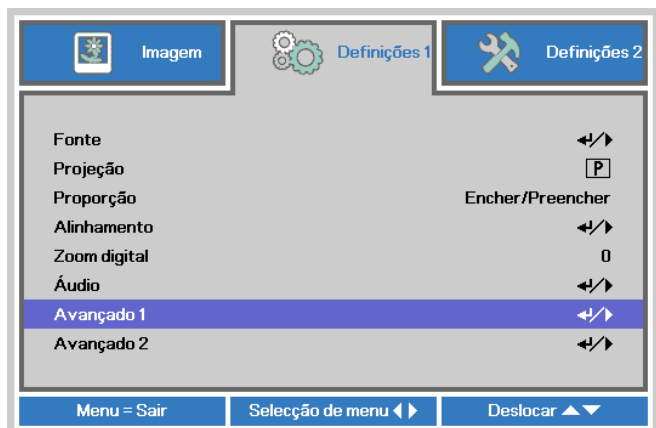 Imagem
Definições 1
Definições 2
Fonte
Projeção P
Proporção Encher/Preencher
Alinhamento
Zoom digital 0
Áudio
Avançado 1
Avançado 2
Menu = Sair
Selecção de menu
Deslocar